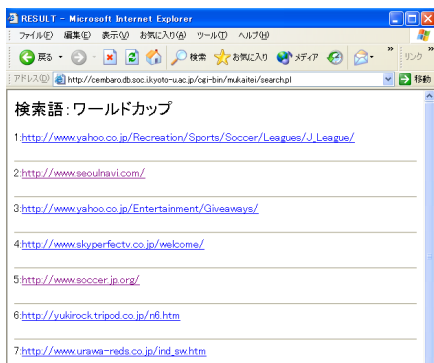 RESULT - Microsoft Internet Explorer
ファイル(F) 編集(E) 表示(V) お気に入り(A) ツール(T) ヘルプ(H)
戻る 検索 お気に入り メディア リンク
アドレス(D) http://cembaro.db.soc.i.kyoto-u.ac.jp/cgi-bin/mukaitei/search.pl 移動
検索語:ワールドカップ
1:http://www.yahoo.co.jp/Recreation/Sports/Soccer/Leagues/J_League/
2:http://www.seoulnavi.com/
3:http://www.yahoo.co.jp/Entertainment/Giveaways/
4:http://www.skyperfectv.co.jp/welcome/
5:http://www.soccer.jp.org/
6:http://yukirock.tripod.co.jp/n6.htm
7:http://www.urawa-reds.co.jp/ind_sw.htm